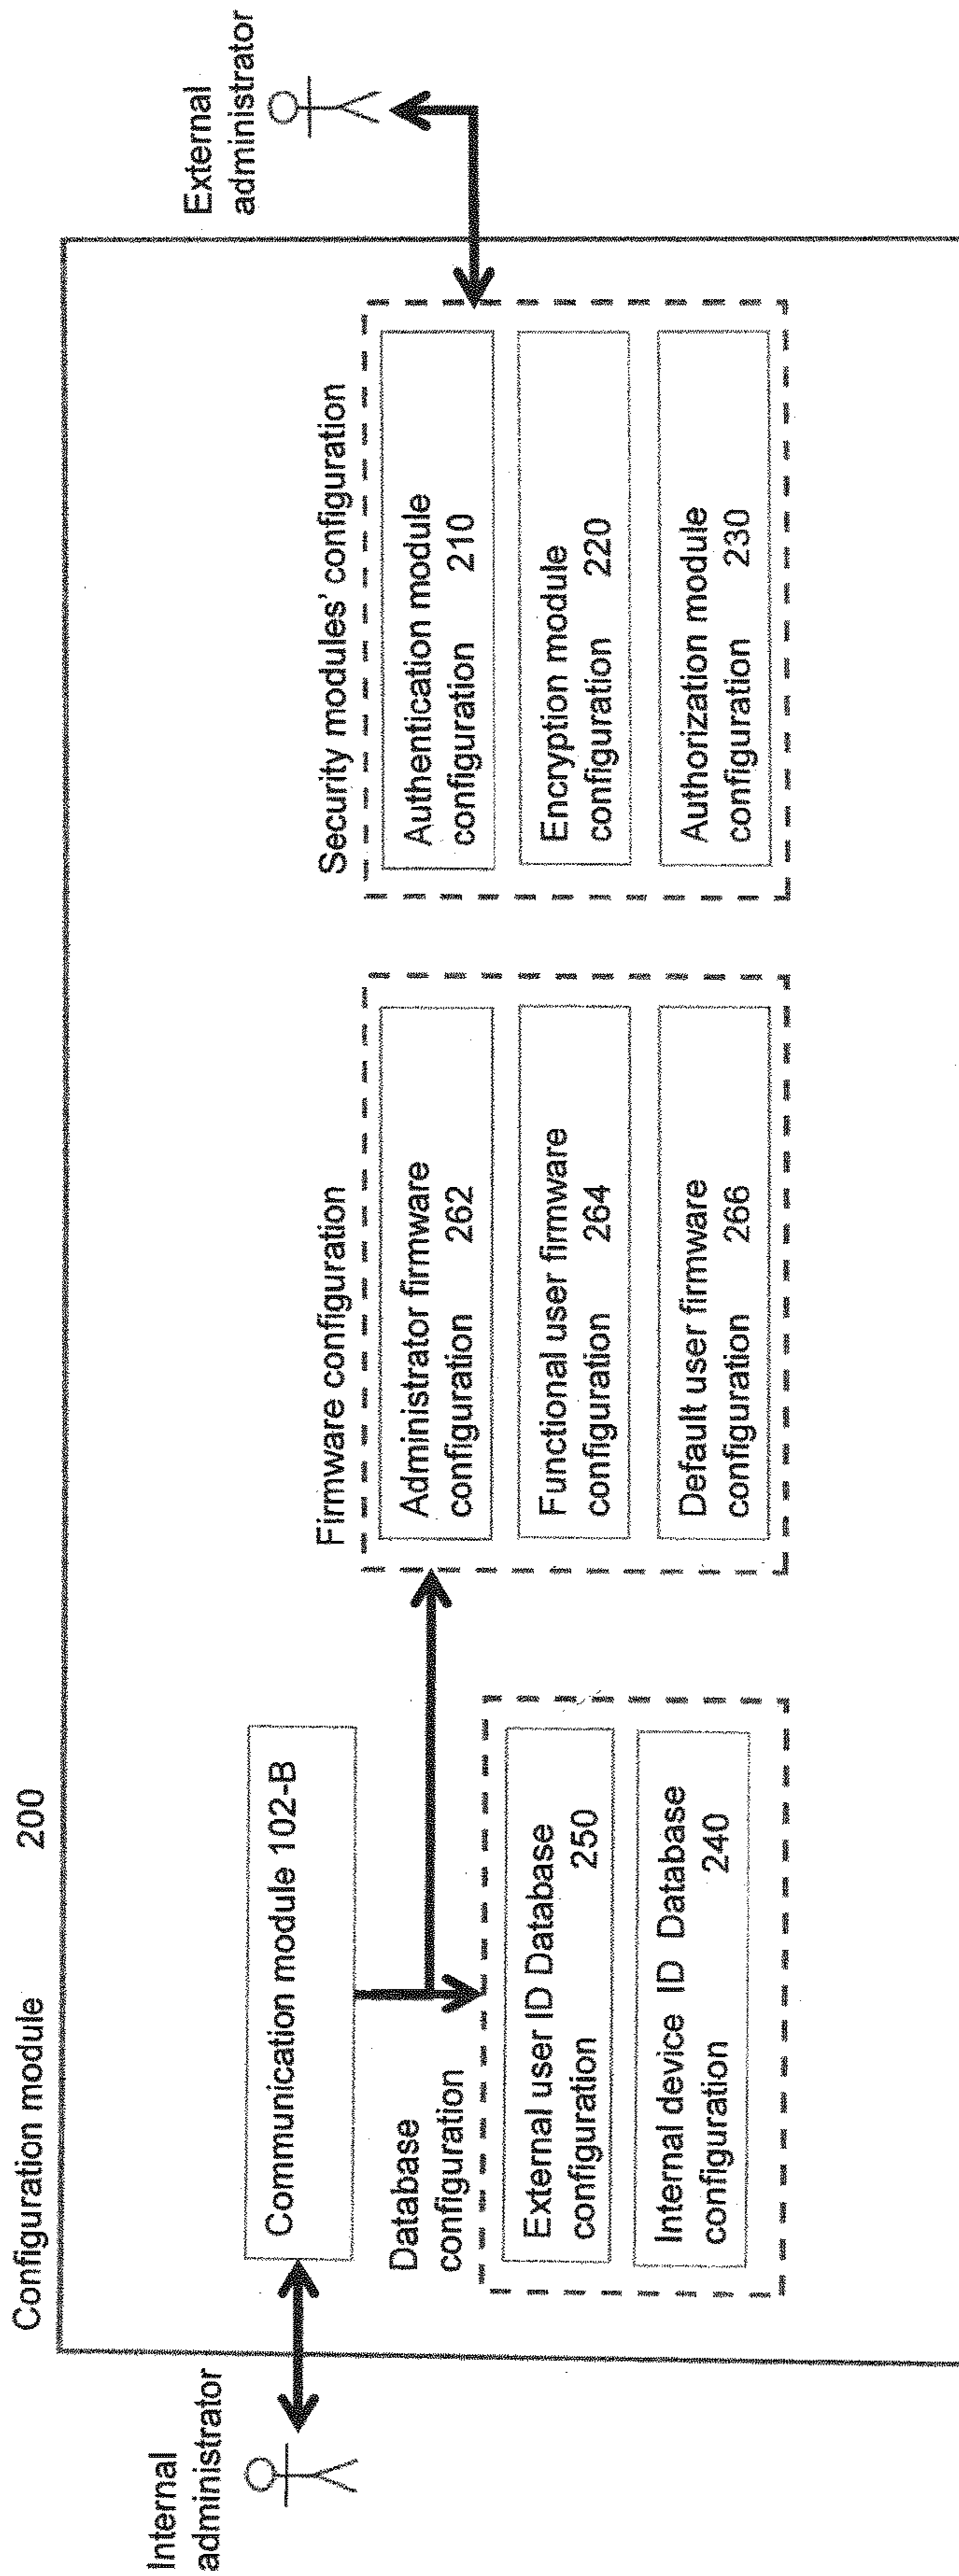 Configuration module 200
Internal
administrator
Communication module 102-B
Database
configuration
External user ID Database
configuration 250
Internal device ID Database
configuration 240
Firmware configuration
Administrator firmware
configuration 262
Functional user firmware
configuration 264
Default user firmware
configuration 266
Security modules' configuration
Authentication module
configuration 210
Encryption module
configuration 220
Authorization module
configuration 230
External
administrator